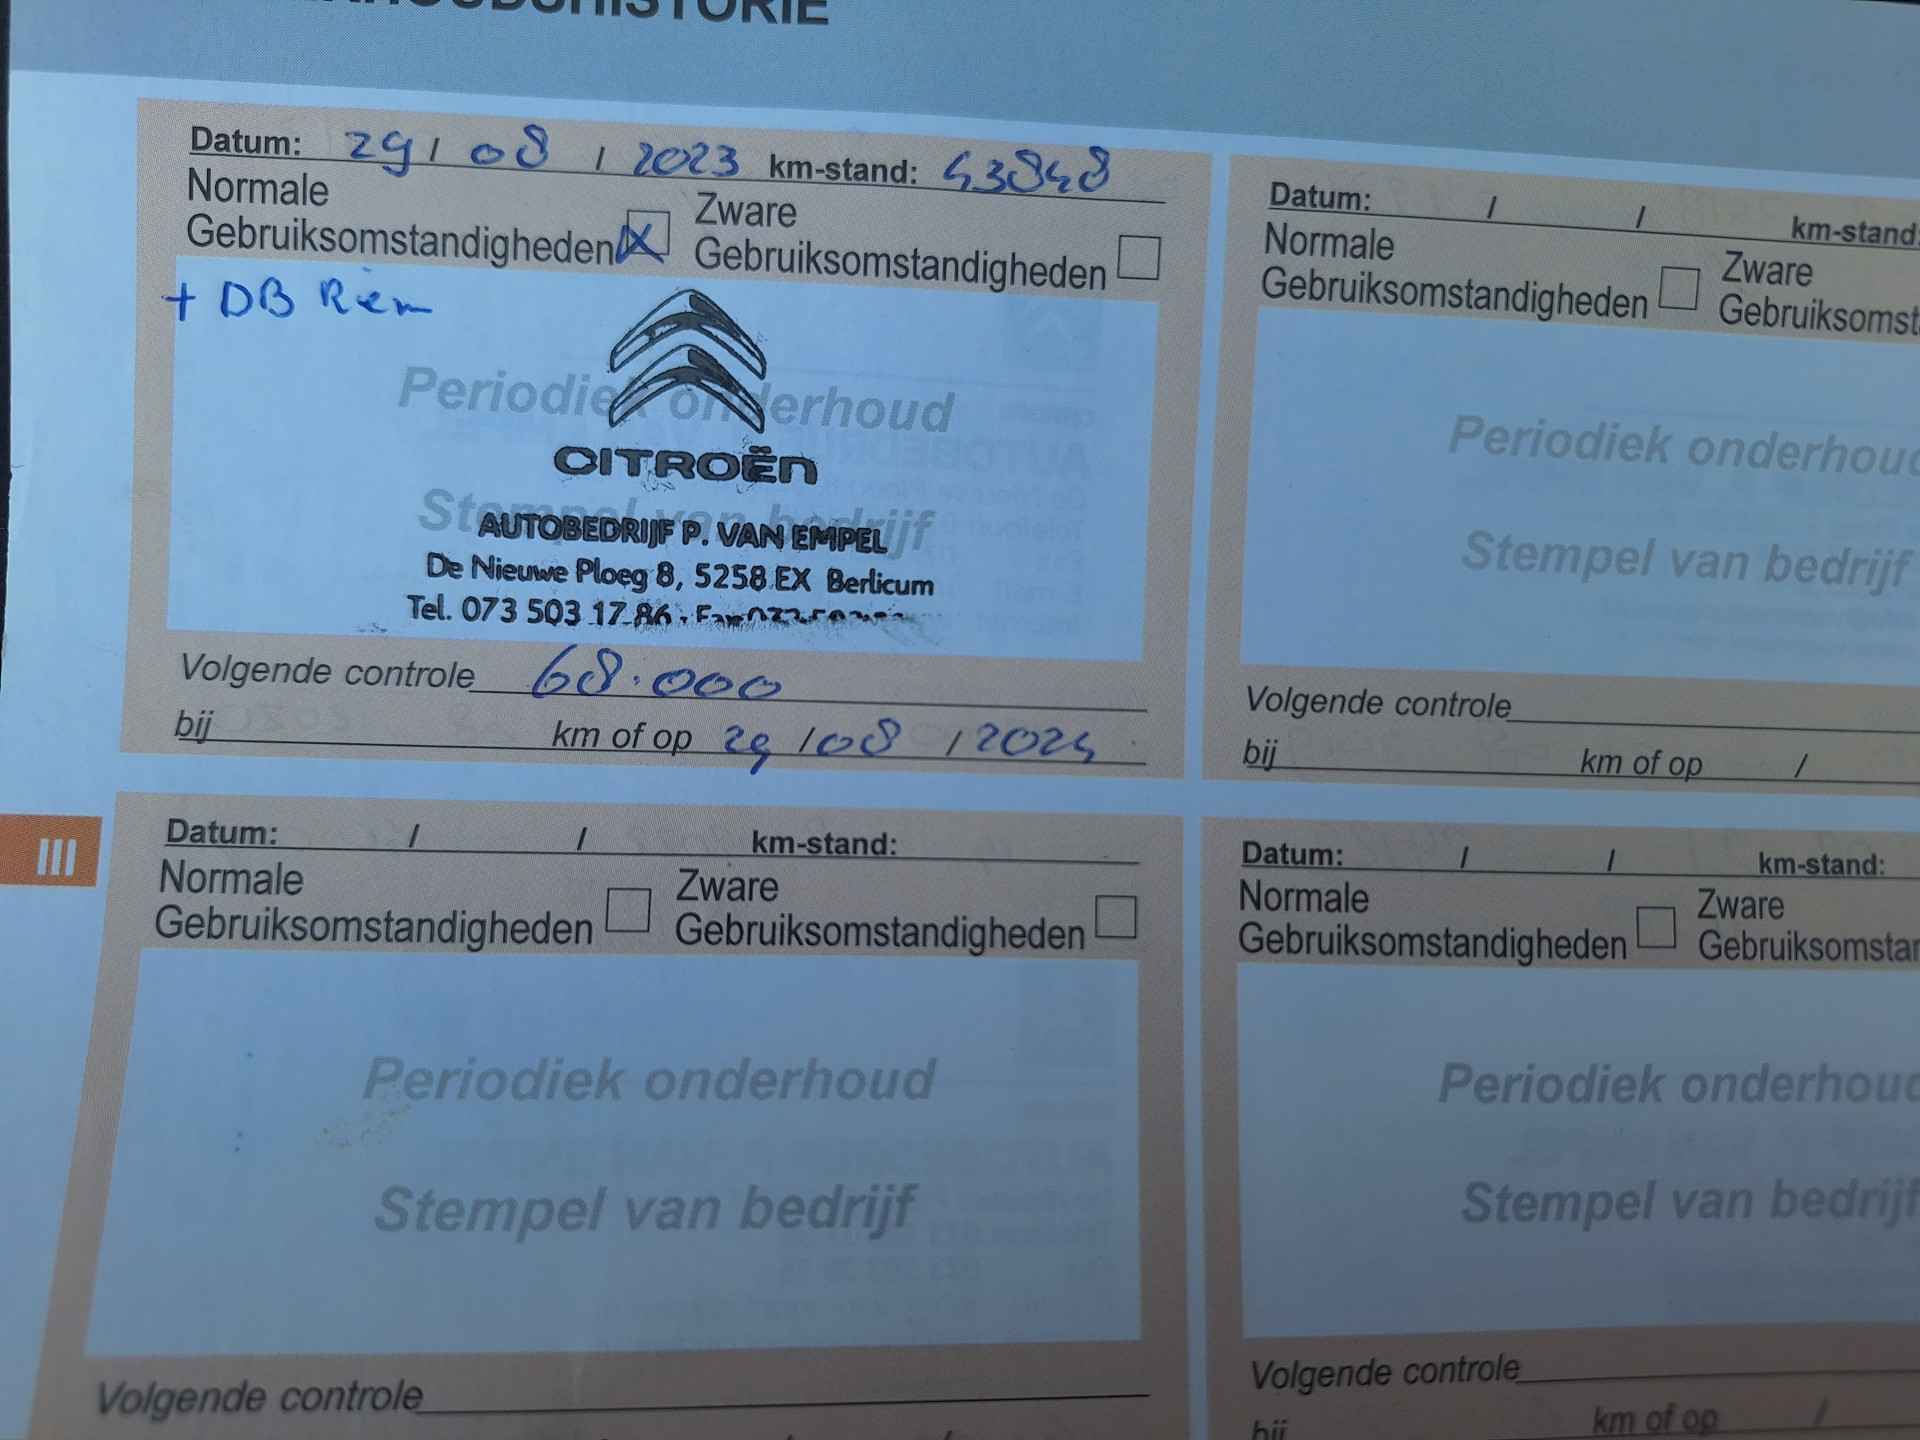 Datum: 29 / 08 / 2023 km-stand: 43848
Normale
Gebruiksomstandigheden
Zware
Gebruiksomstandigheden
+ DB Riem
Periodiek onderhoud
CITROËN
Stempel van bedrijf
AUTOBEDRIJF P. VAN EMPEL
De Nieuwe Ploeg 8, 5258 EX Berlicum
Tel. 073 503 17 86
Volgende controle 68.000
bij km of op 29 / 08 / 2024
Datum: / / km-stand:
Normale
Gebruiksomstandigheden
Zware
Periodiek
Stempel van bedrijf
Volgende controle
bij km of op /
III
Datum: / / km-stand:
Normale
Gebruiksomstandigheden
Zware
Gebruiksomstandigheden
Periodiek onderhoud
Stempel van bedrijf
Volgende controle
Datum: / / km-stand:
Normale
Gebruiksomstandigheden
Zware
Periodiek
Stempel van bedrijf
Volgende controle
bij km of op /